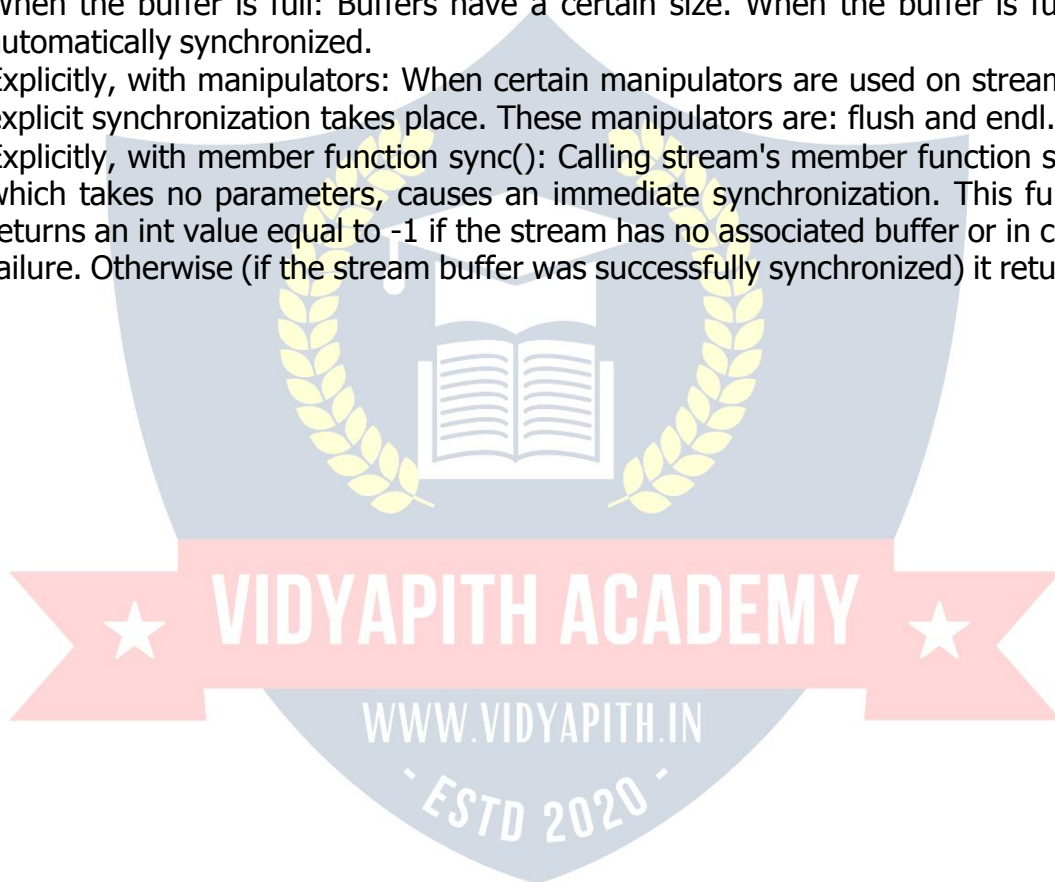 When the buffer is full: Buffers have a certain size. When the buffer is fu
automatically synchronized.
Explicitly, with manipulators: When certain manipulators are used on stream
explicit synchronization takes place. These manipulators are: flush and endl.
Explicitly, with member function sync(): Calling stream's member function s
which takes no parameters, causes an immediate synchronization. This fu
returns an int value equal to -1 if the stream has no associated buffer or in c
failure. Otherwise (if the stream buffer was successfully synchronized) it retu
VIDYAPITH ACADEMY
WWW.VIDYAPITH.IN
- ESTD 2020 -